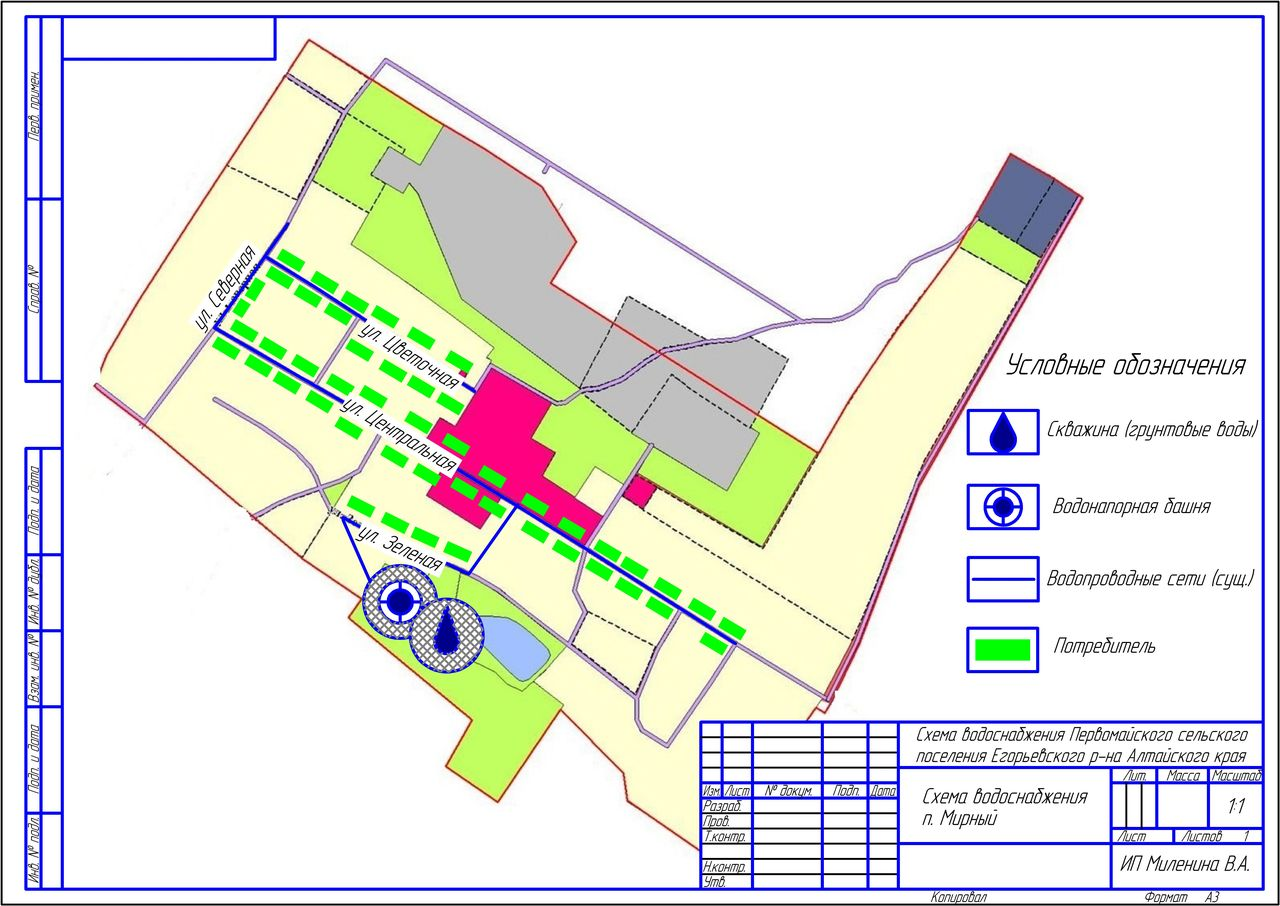 Перв. примен.
Справ. №
Подп. и дата
Инв. № дубл.
Взам. инв. №
Подп. и дата
Инв. № подл.
ул. Северная
ул. Цветочная
ул. Центральная
ул. Зеленая
Условные обозначения
Скважина (грунтовые воды)
Водонапорная башня
Водопроводные сети (сущ.)
Потребитель
Схема водоснабжения Первомайского сельского
поселения Егорьевского р-на Алтайского края
Изм. Лист № докум. Подп. Дата
Разраб.
Пров.
Т.контр.
Н.контр.
Утв.
Схема водоснабжения
п. Мирный
Лит. Масса Масштаб
1:1
Лист Листов 1
ИП Миленина В.А.
Копировал Формат А3